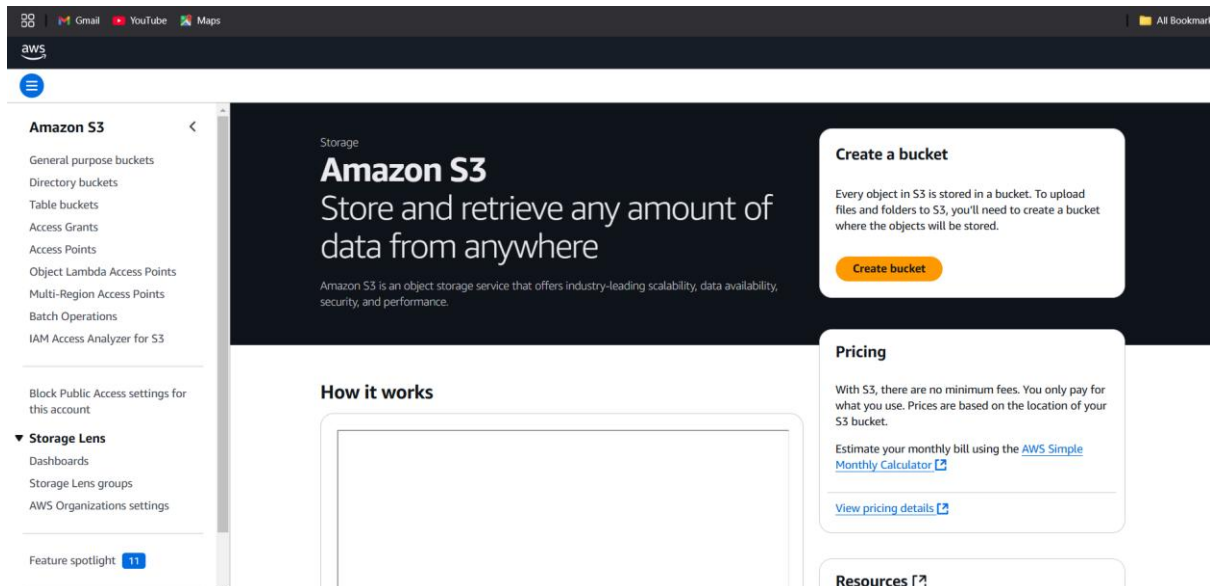 Gmail YouTube Maps All Bookmark
aws
Amazon S3
General purpose buckets
Directory buckets
Table buckets
Access Grants
Access Points
Object Lambda Access Points
Multi-Region Access Points
Batch Operations
IAM Access Analyzer for S3
Block Public Access settings for
this account
Storage Lens
Dashboards
Storage Lens groups
AWS Organizations settings
Feature spotlight 11
Storage
Amazon S3
Store and retrieve any amount of
data from anywhere
Amazon S3 is an object storage service that offers industry-leading scalability, data availability,
security, and performance.
How it works
Create a bucket
Every object in S3 is stored in a bucket. To upload
files and folders to S3, you'll need to create a bucket
where the objects will be stored.
Create bucket
Pricing
With S3, there are no minimum fees. You only pay for
what you use. Prices are based on the location of your
S3 bucket.
Estimate your monthly bill using the AWS Simple
Monthly Calculator
View pricing details
Resources